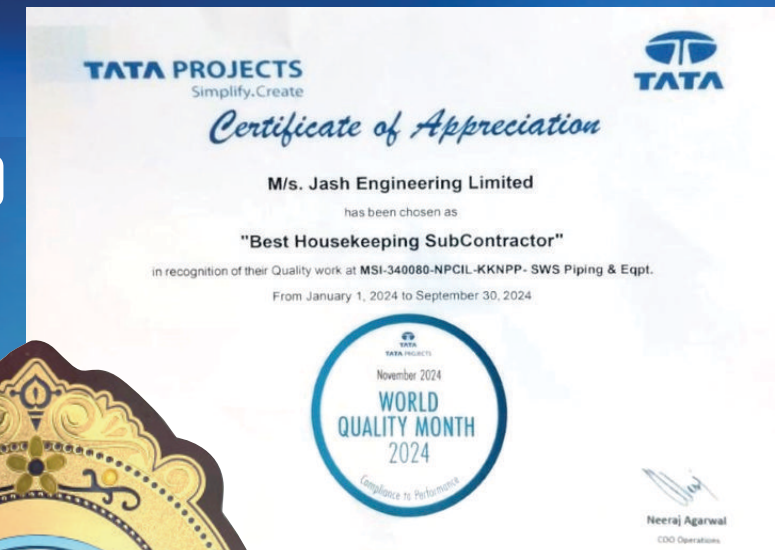 TATA PROJECTS
Simplify.Create
TATA
Certificate of Appreciation
M/s. Jash Engineering Limited
has been chosen as
"Best Housekeeping SubContractor"
in recognition of their Quality work at MSI-340080-NPCIL-KKNPP- SWS Piping & Eqpt.
From January 1, 2024 to September 30, 2024
TATA
TATA PROJECTS
November 2024
WORLD
QUALITY MONTH
2024
Compliance to Performance
Neeraj Agarwal
COO Operations